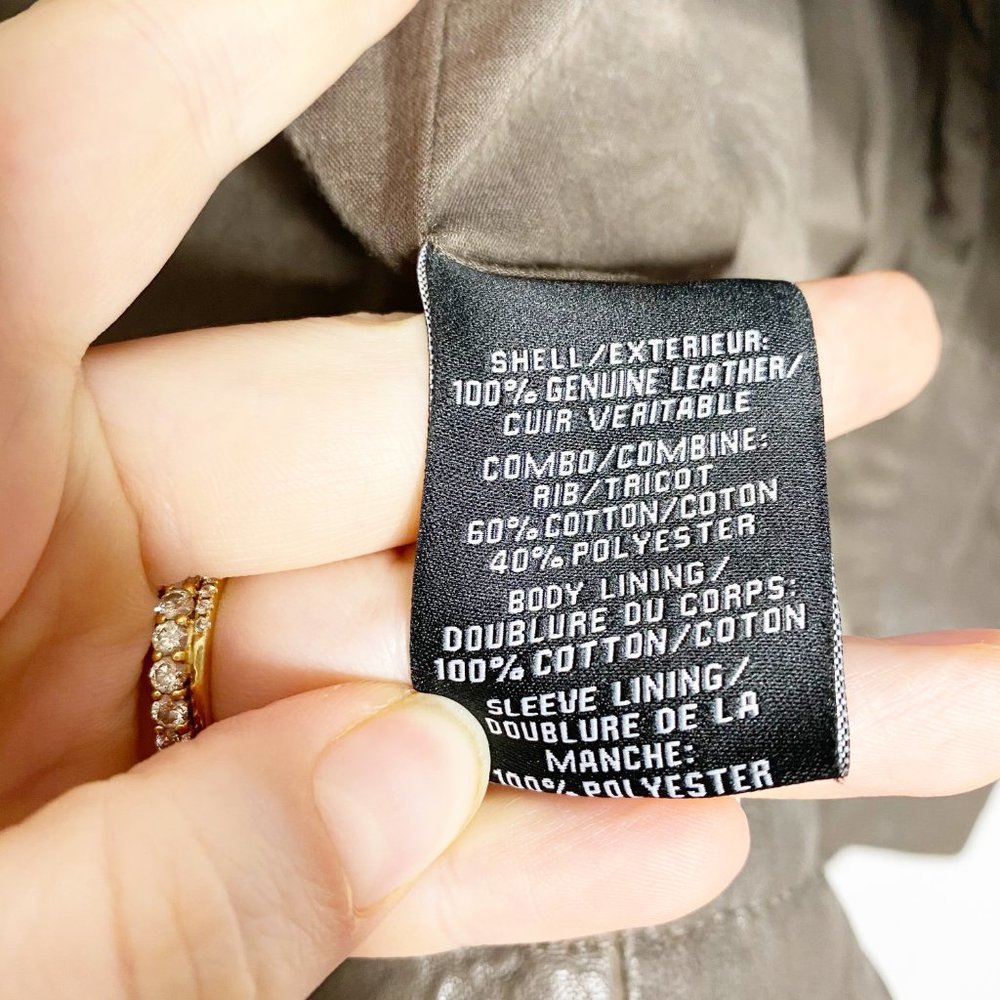 SHELL/EXTERIEUR:
100% GENUINE LEATHER/
CUIR VERITABLE
COMBO/COMBINE:
RIB/TRICOT
60% COTTON/COTON
40% POLYESTER
BODY LINING/
DOUBLURE DU CORPS:
100% COTTON/COTON
SLEEVE LINING/
DOUBLURE DE LA
MANCHE:
100% POLYESTER